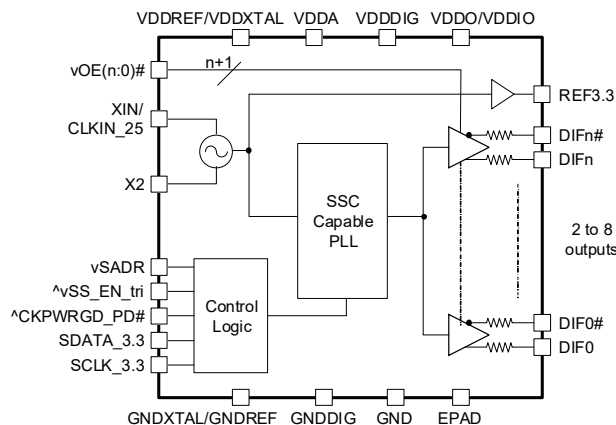 VDDREF/VDDXTAL VDDA VDDDIG VDDO/VDDIO
vOE(n:0)#
n+1
REF3.3
XIN/
CLKIN_25
X2
DIFn#
DIFn
SSC
Capable
PLL
2 to 8
outputs
vSADR
^vSS_EN_tri
^CKPWRGD_PD#
SDATA_3.3
SCLK_3.3
Control
Logic
DIF0#
DIF0
GNDXTAL/GNDREF GNDDIG GND EPAD